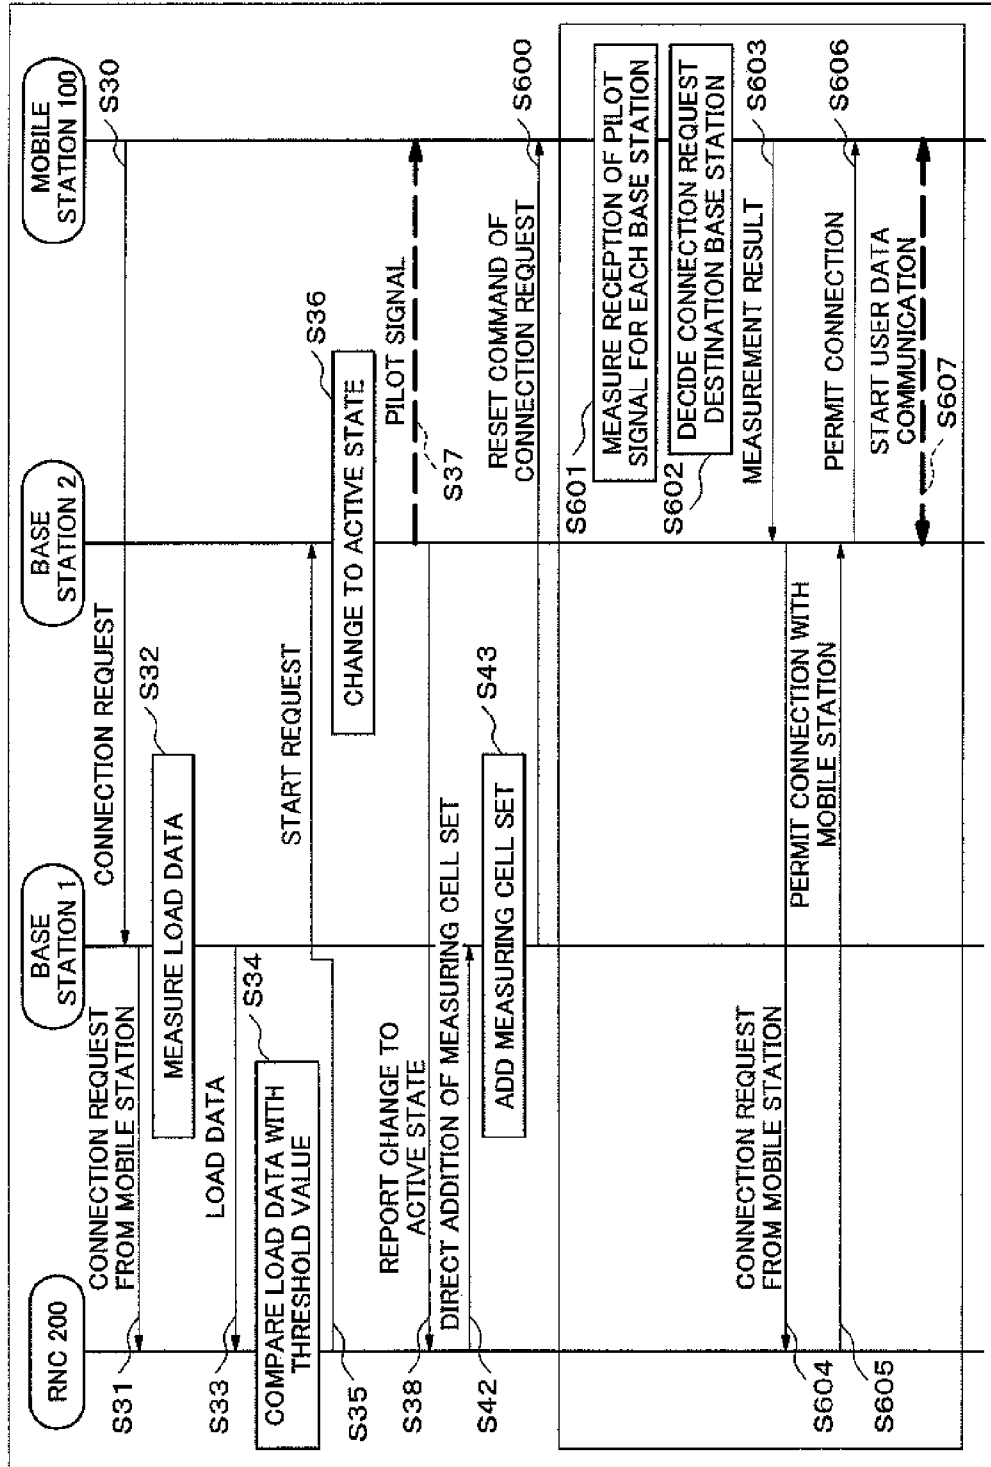 RNC 200
BASE
STATION 1
BASE
STATION 2
MOBILE
STATION 100
S30
CONNECTION REQUEST
CONNECTION REQUEST
FROM MOBILE STATION
S31
MEASURE LOAD DATA
S32
LOAD DATA
S33
COMPARE LOAD DATA WITH
THRESHOLD VALUE
S34
START REQUEST
S35
CHANGE TO ACTIVE STATE
S36
PILOT SIGNAL
S37
REPORT CHANGE TO
ACTIVE STATE
S38
DIRECT ADDITION OF MEASURING CELL SET
S42
ADD MEASURING CELL SET
S43
RESET COMMAND OF
CONNECTION REQUEST
S600
MEASURE RECEPTION OF PILOT
SIGNAL FOR EACH BASE STATION
S601
DECIDE CONNECTION REQUEST
DESTINATION BASE STATION
S602
MEASUREMENT RESULT
S603
CONNECTION REQUEST
FROM MOBILE STATION
S604
PERMIT CONNECTION WITH
MOBILE STATION
S605
PERMIT CONNECTION
S606
START USER DATA
COMMUNICATION
S607